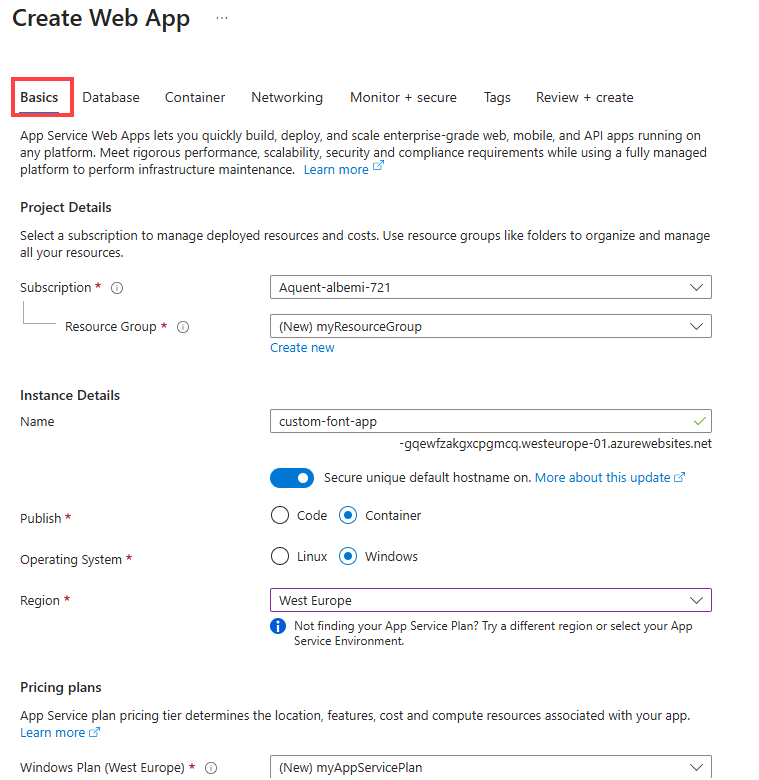 Create Web App ...
Basics Database Container Networking Monitor + secure Tags Review + create
App Service Web Apps lets you quickly build, deploy, and scale enterprise-grade web, mobile, and API apps running on
any platform. Meet rigorous performance, scalability, security and compliance requirements while using a fully managed
platform to perform infrastructure maintenance. Learn more
Project Details
Select a subscription to manage deployed resources and costs. Use resource groups like folders to organize and manage
all your resources.
Subscription * Aquent-albemi-721
Resource Group * (New) myResourceGroup
Create new
Instance Details
Name custom-font-app
-gqewfzakgxcpgmcq.westeurope-01.azurewebsites.net
Secure unique default hostname on. More about this update
Publish * Code Container
Operating System * Linux Windows
Region * West Europe
Not finding your App Service Plan? Try a different region or select your App
Service Environment.
Pricing plans
App Service plan pricing tier determines the location, features, cost and compute resources associated with your app.
Learn more
Windows Plan (West Europe) * (New) myAppServicePlan